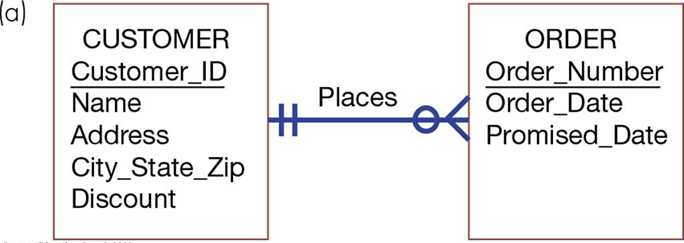 (a)
CUSTOMER
Customer_ID
Name
Address
City_State_Zip
Discount
Places
ORDER
Order_Number
Order_Date
Promised_Date